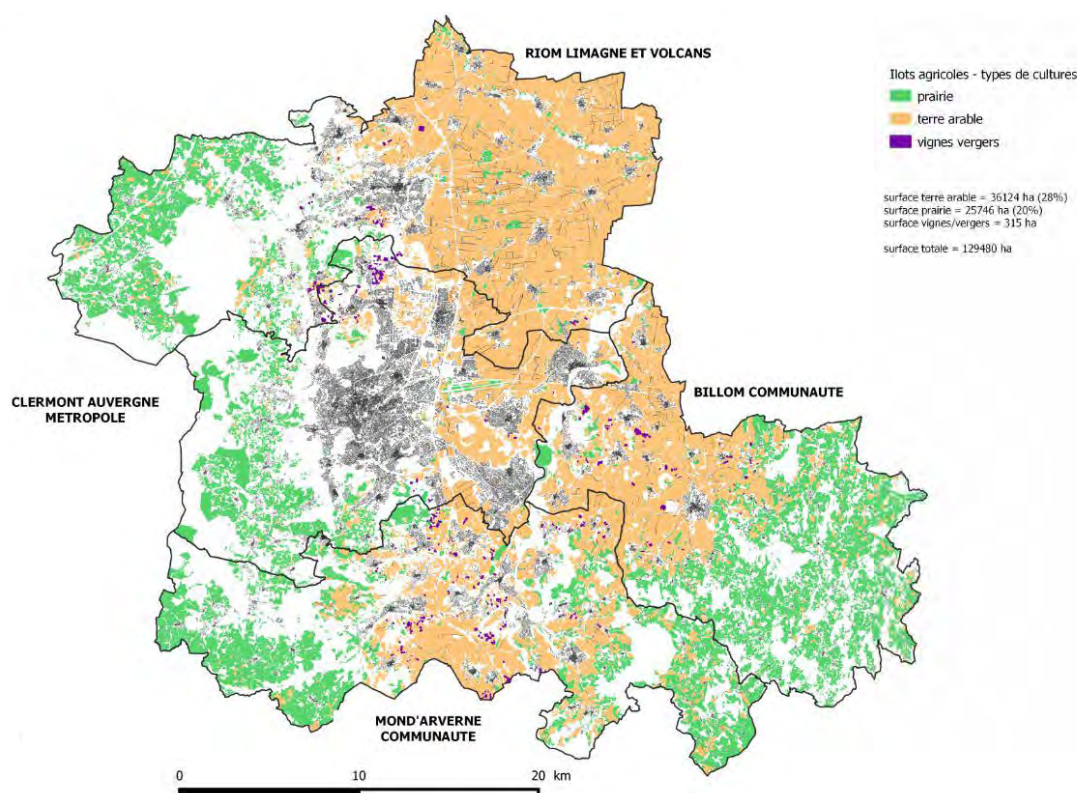 RIOM LIMAGNE ET VOLCANS
Ilots agricoles - types de cultures
prairie
terre arable
vignes vergers
surface terre arable = 36124 ha (28%)
surface prairie = 25746 ha (20%)
surface vignes/vergers = 315 ha
surface totale = 129480 ha
CLERMONT AUVERGNE
METROPOLE
BILLOM COMMUNAUTE
MOND'ARVERNE
COMMUNAUTE
0 10 20 km